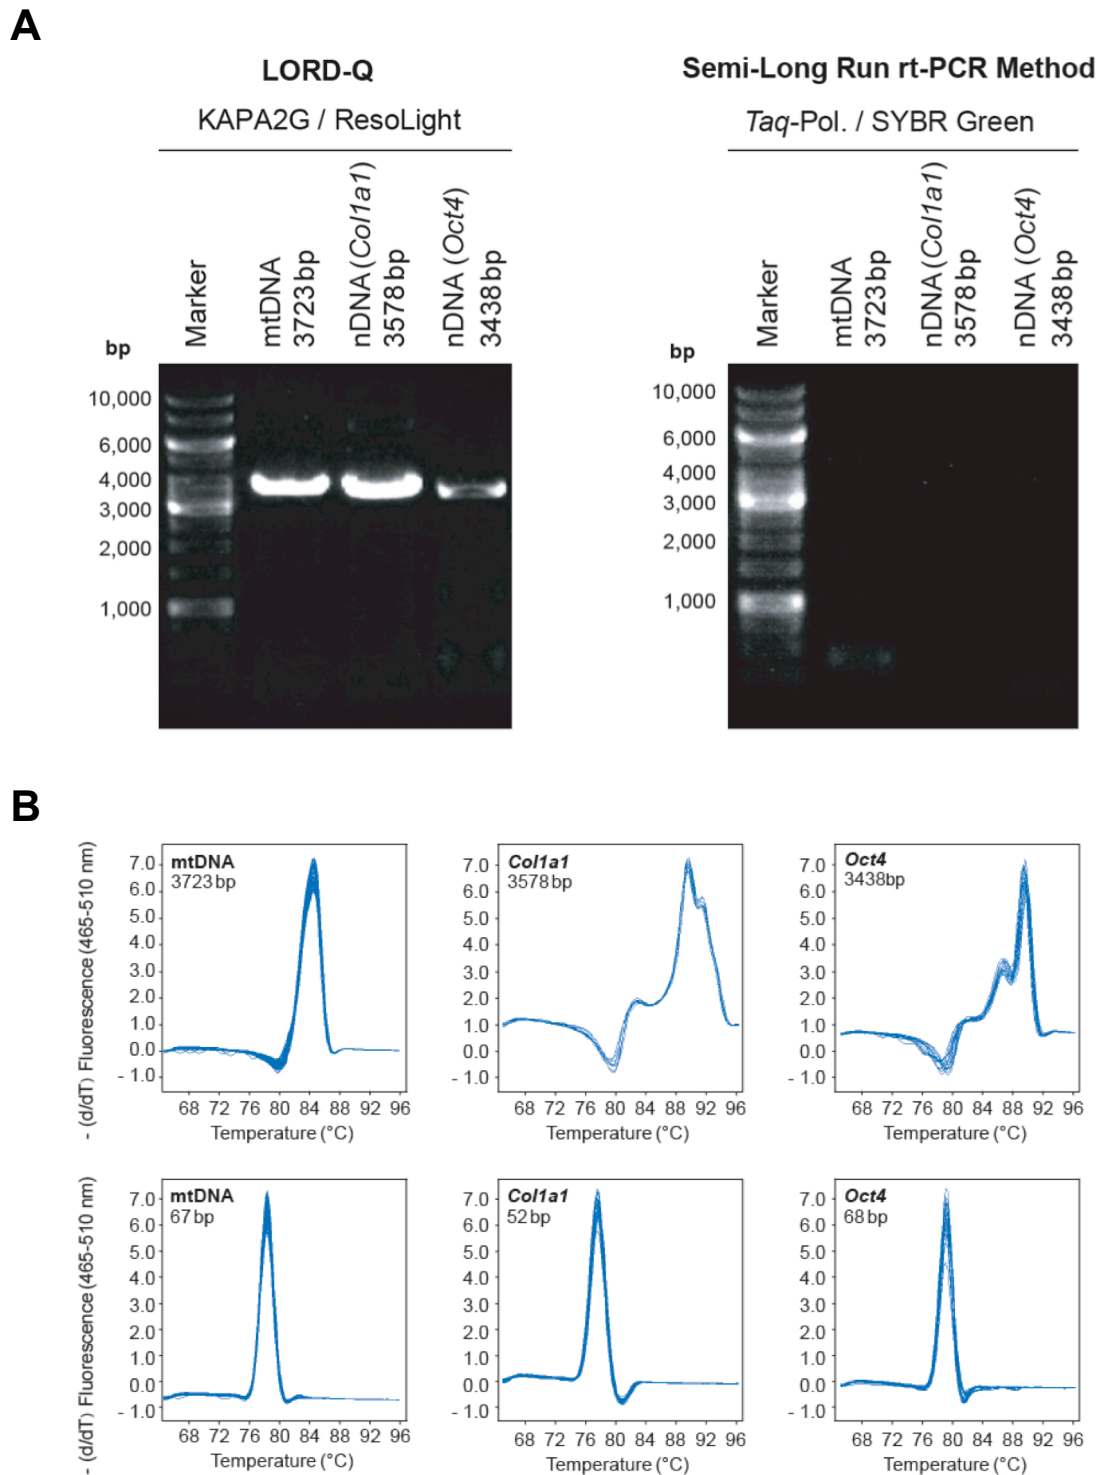 A
LORD-Q
KAPA2G / ResoLight
Marker
mtDNA
3723 bp
nDNA (Col1a1)
3578 bp
nDNA (Oct4)
3438 bp
bp
10,000
6,000
4,000
3,000
2,000
1,000
Semi-Long Run rt-PCR Method
Taq-Pol. / SYBR Green
Marker
mtDNA
3723 bp
nDNA (Col1a1)
3578 bp
nDNA (Oct4)
3438 bp
bp
10,000
6,000
4,000
3,000
2,000
1,000
B
- (d/dT) Fluorescence (465-510 nm)
mtDNA
3723 bp
7.0
6.0
5.0
4.0
3.0
2.0
1.0
0.0
- 1.0
68 72 76 80 84 88 92 96
Temperature (°C)
Col1a1
3578 bp
7.0
6.0
5.0
4.0
3.0
2.0
1.0
0.0
- 1.0
68 72 76 80 84 88 92 96
Temperature (°C)
Oct4
3438bp
7.0
6.0
5.0
4.0
3.0
2.0
1.0
0.0
- 1.0
68 72 76 80 84 88 92 96
Temperature (°C)
- (d/dT) Fluorescence (465-510 nm)
mtDNA
67 bp
7.0
6.0
5.0
4.0
3.0
2.0
1.0
0.0
- 1.0
68 72 76 80 84 88 92 96
Temperature (°C)
Col1a1
52 bp
7.0
6.0
5.0
4.0
3.0
2.0
1.0
0.0
- 1.0
68 72 76 80 84 88 92 96
Temperature (°C)
Oct4
68 bp
7.0
6.0
5.0
4.0
3.0
2.0
1.0
0.0
- 1.0
68 72 76 80 84 88 92 96
Temperature (°C)